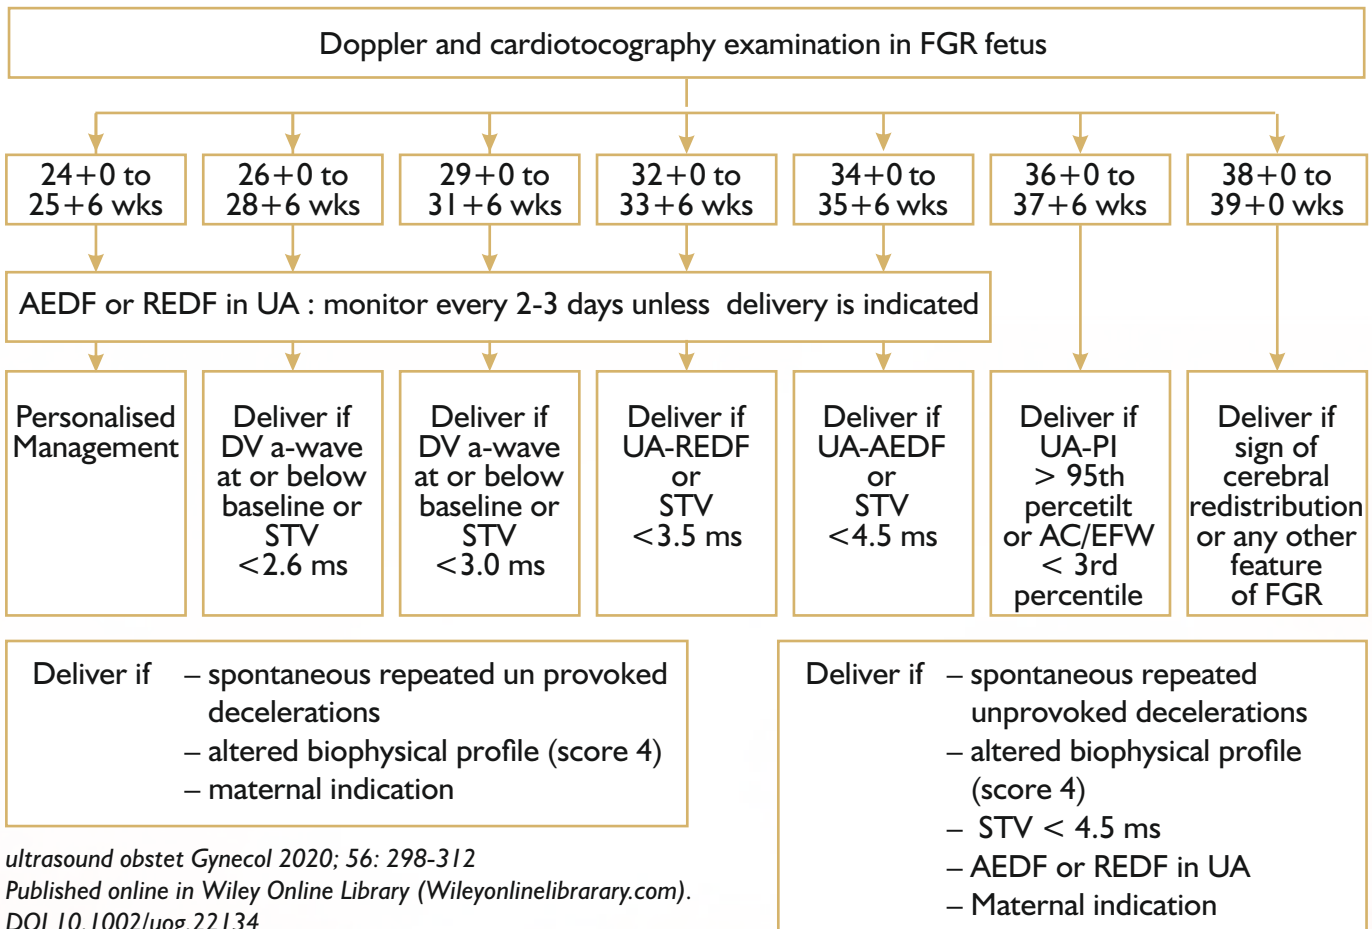 Doppler and cardiotocography examination in FGR fetus
24+0 to
25+6 wks
26+0 to
28+6 wks
29+0 to
31+6 wks
32+0 to
33+6 wks
34+0 to
35+6 wks
36+0 to
37+6 wks
38+0 to
39+0 wks
AEDF or REDF in UA : monitor every 2-3 days unless delivery is indicated
Personalised
Management
Deliver if
DV a-wave
at or below
baseline or
STV
<2.6 ms
Deliver if
DV a-wave
at or below
baseline or
STV
<3.0 ms
Deliver if
UA-REDF
or
STV
<3.5 ms
Deliver if
UA-AEDF
or
STV
<4.5 ms
Deliver if
UA-PI
> 95th
percetilt
or AC/EFW
< 3rd
percentile
Deliver if
sign of
cerebral
redistribution
or any other
feature
of FGR
Deliver if – spontaneous repeated un provoked
decelerations
– altered biophysical profile (score 4)
– maternal indication
Deliver if – spontaneous repeated
unprovoked decelerations
– altered biophysical profile
(score 4)
– STV < 4.5 ms
– AEDF or REDF in UA
– Maternal indication
ultrasound obstet Gynecol 2020; 56: 298-312
Published online in Wiley Online Library (Wileyonlinelibrarary.com).
DOI 10.1002/uog.22134